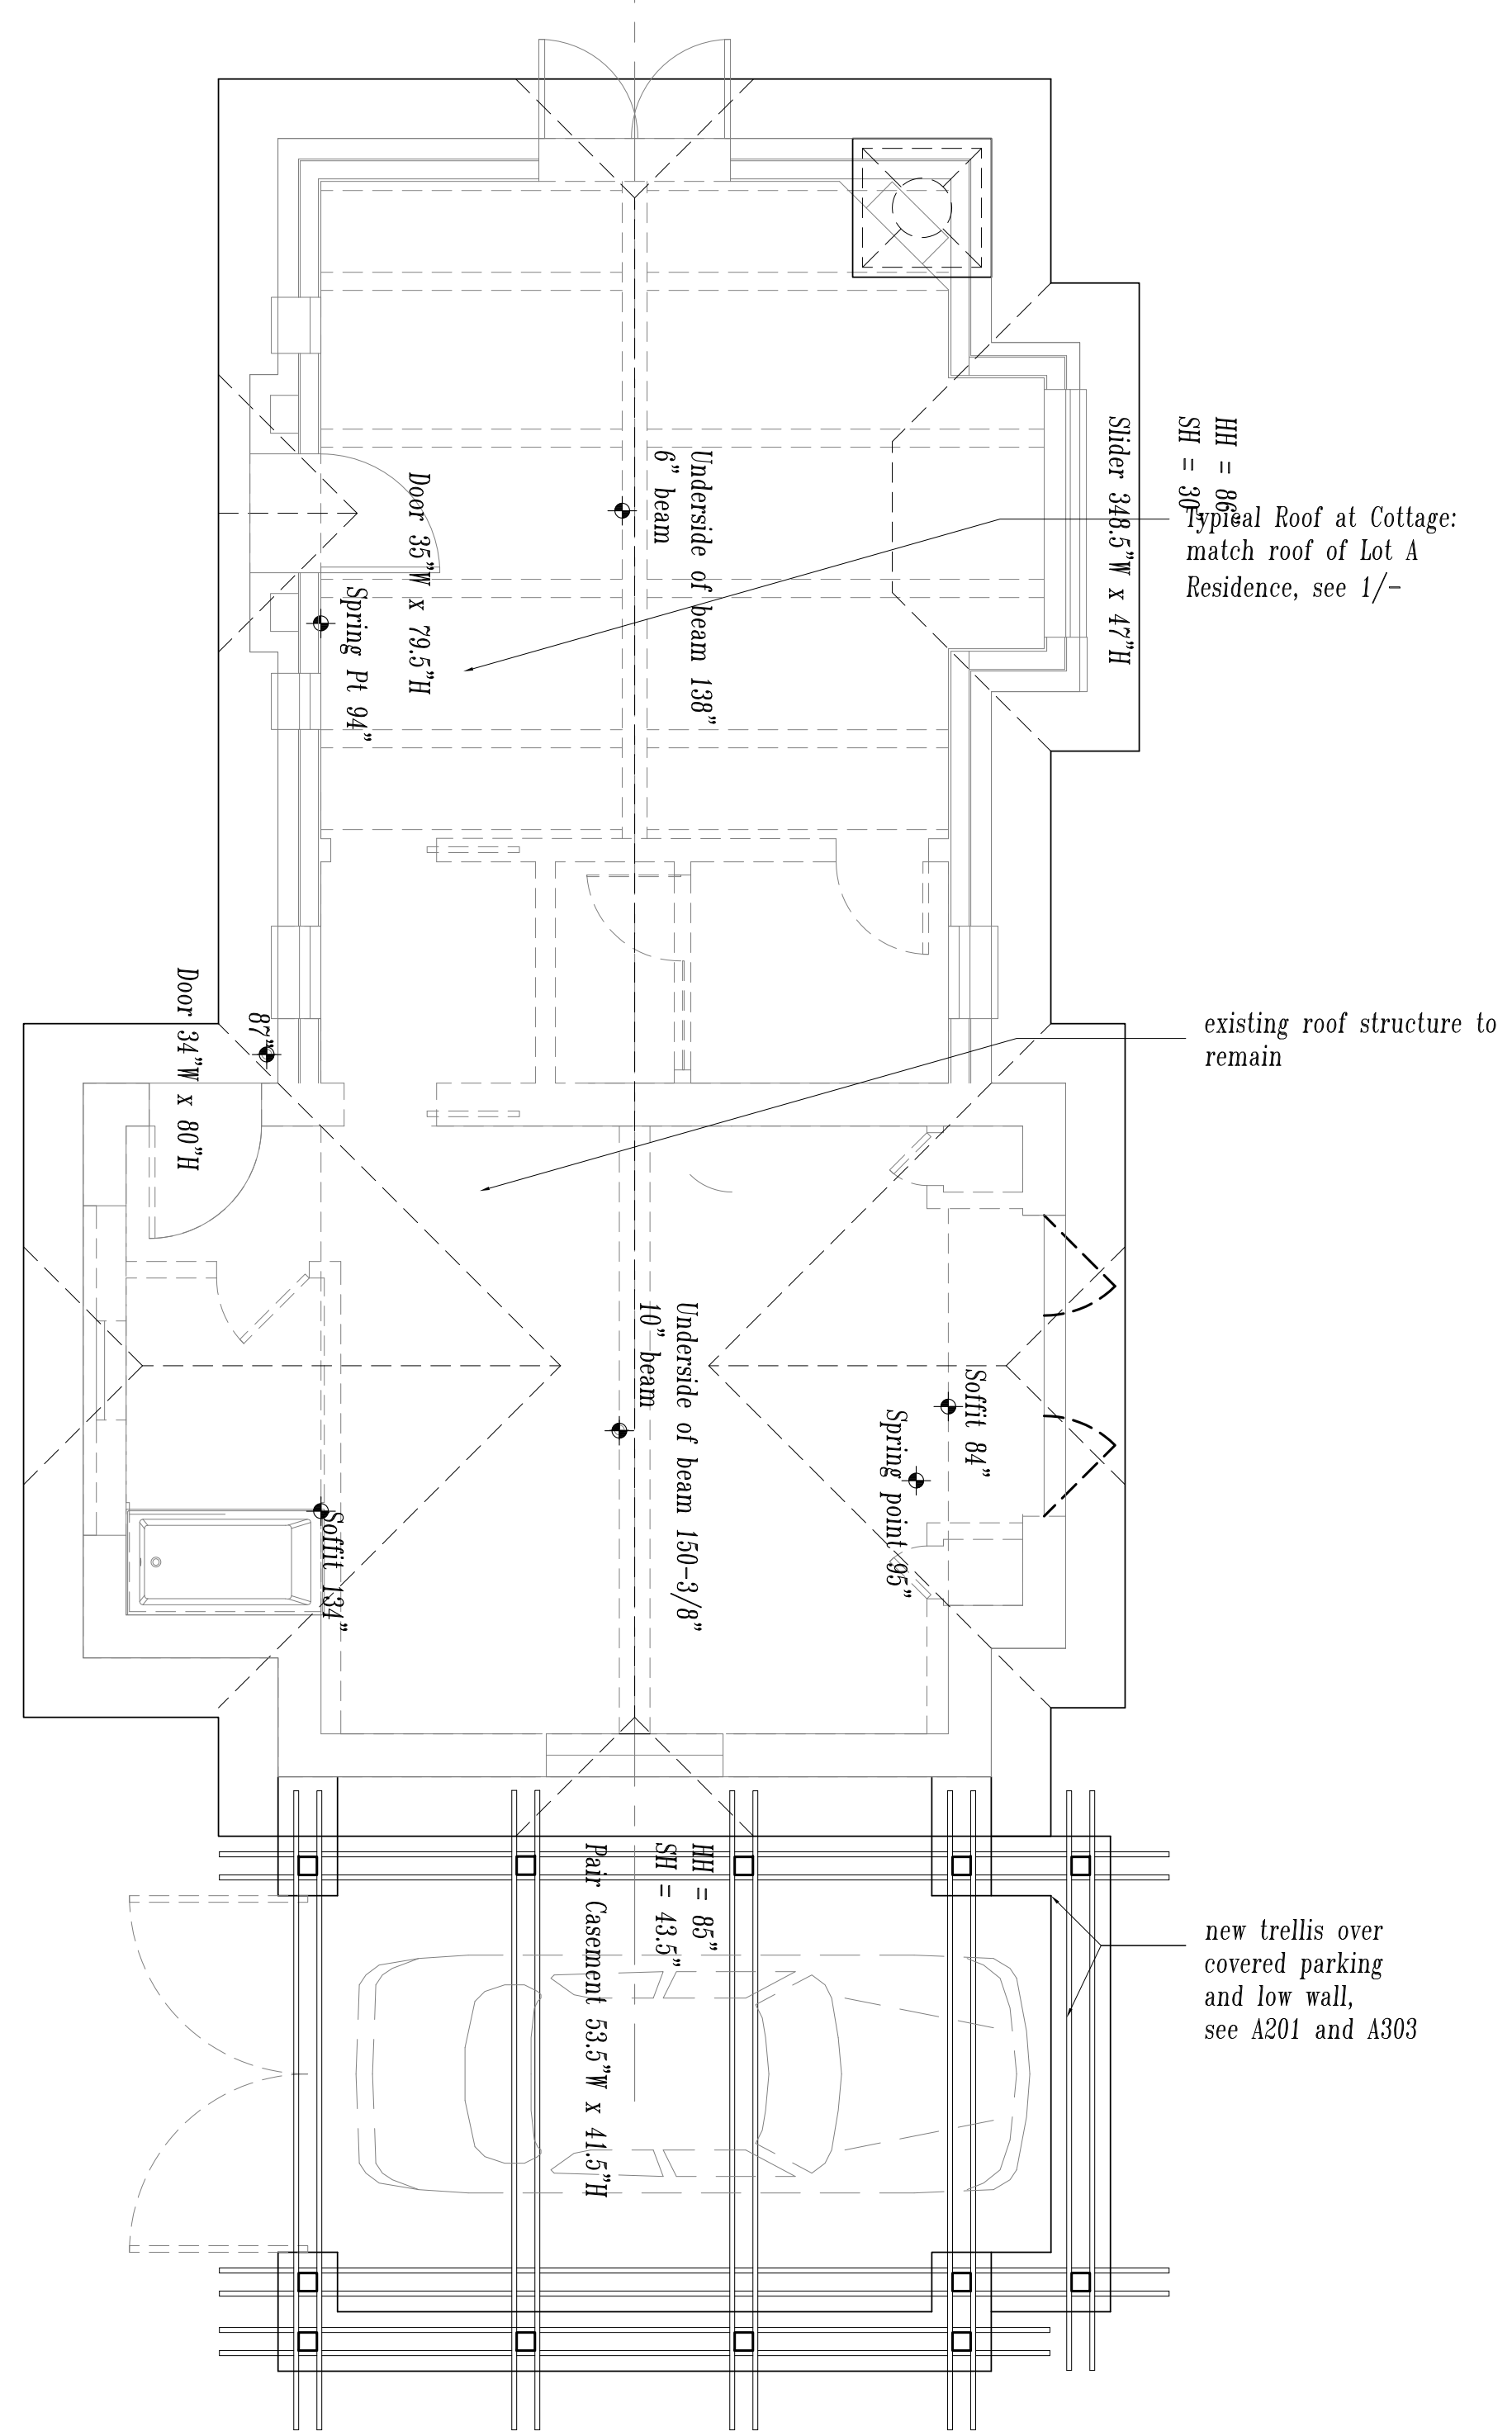 HH = 86
SH = 30
Slider 348.5"W x 47"H
Typical Roof at Cottage:
match roof of Lot A
Residence, see 1/-
Underside of beam 138"
6" beam
Door 35"W x 79.5"H
Spring Pt 94"
existing roof structure to
remain
87"
Door 34"W x 80"H
Underside of beam 150-3/8"
10" beam
Soffit 84"
Spring point 95"
Soffit 134"
HH = 85"
SH = 43.5"
Pair Casement 53.5"W x 41.5"H
new trellis over
covered parking
and low wall,
see A201 and A303